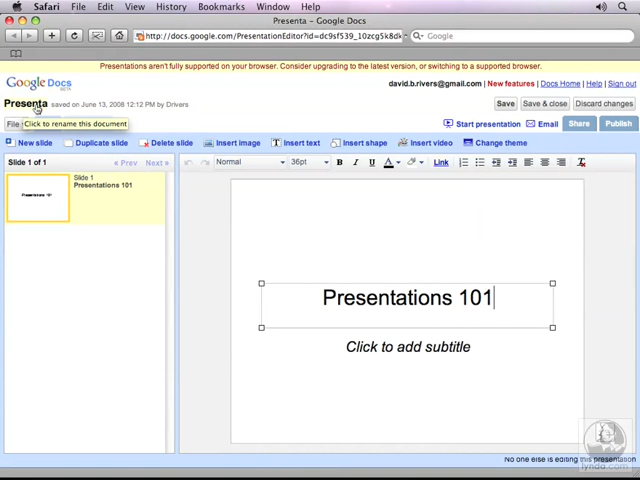 Safari File Edit View History Bookmarks Window Help
Presenta – Google Docs
http://docs.google.com/PresentationEditor?id=dc9sf539_10zcg5k8dk
Google
Presentations aren't fully supported on your browser. Consider upgrading to the latest version, or switching to a supported browser.
Google Docs
BETA
david.b.rivers@gmail.com | New features | Docs Home | Help | Sign out
Presenta saved on June 13, 2008 12:12 PM by Drivers
Save Save & close Discard changes
File
Click to rename this document
Start presentation Email Share Publish
New slide Duplicate slide Delete slide Insert image Insert text Insert shape Insert video Change theme
Slide 1 of 1 « Prev Next »
Normal 36pt B I U A Link
Slide 1
Presentations 101
Presentations 101
Presentations 101
Click to add subtitle
lynda.com
No one else is editing this presentation